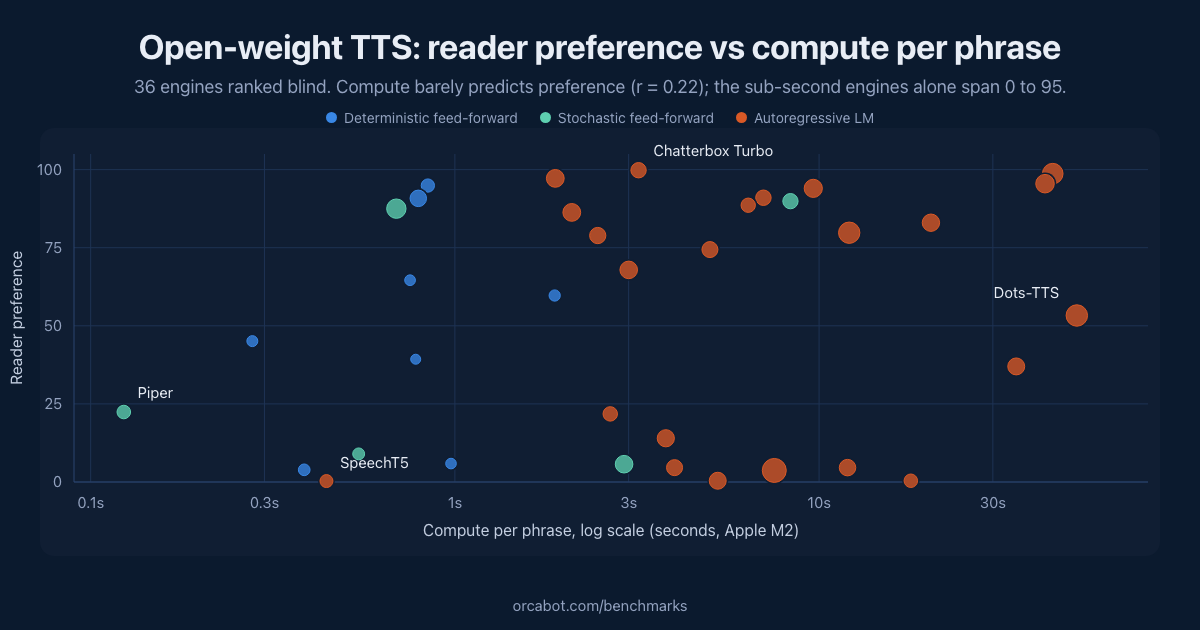 Open-weight TTS: reader preference vs compute per phrase
36 engines ranked blind. Compute barely predicts preference (r = 0.22); the sub-second engines alone span 0 to 95.
Deterministic feed-forward
Stochastic feed-forward
Autoregressive LM
Reader preference
100
75
50
25
0
Chatterbox Turbo
Dots-TTS
Piper
SpeechT5
0.1s
0.3s
1s
3s
10s
30s
Compute per phrase, log scale (seconds, Apple M2)
orcabot.com/benchmarks